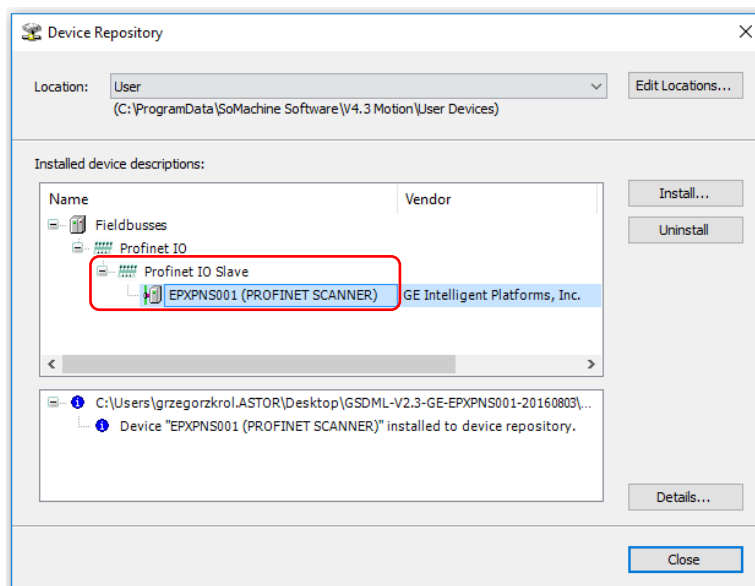 Device Repository
Location: User Edit Locations...
(C:\ProgramData\SoMachine Software\V4.3 Motion\User Devices)
Installed device descriptions:
Name Vendor Install...
Fieldbusses Uninstall
Profinet IO
Profinet IO Slave
EPXPNS001 (PROFINET SCANNER) GE Intelligent Platforms, Inc.
C:\Users\grzegorzkrol.ASTOR\Desktop\GSDML-V2.3-GE-EPXPNS001-20160803\...
Device "EPXPNS001 (PROFINET SCANNER)" installed to device repository.
Details...
Close